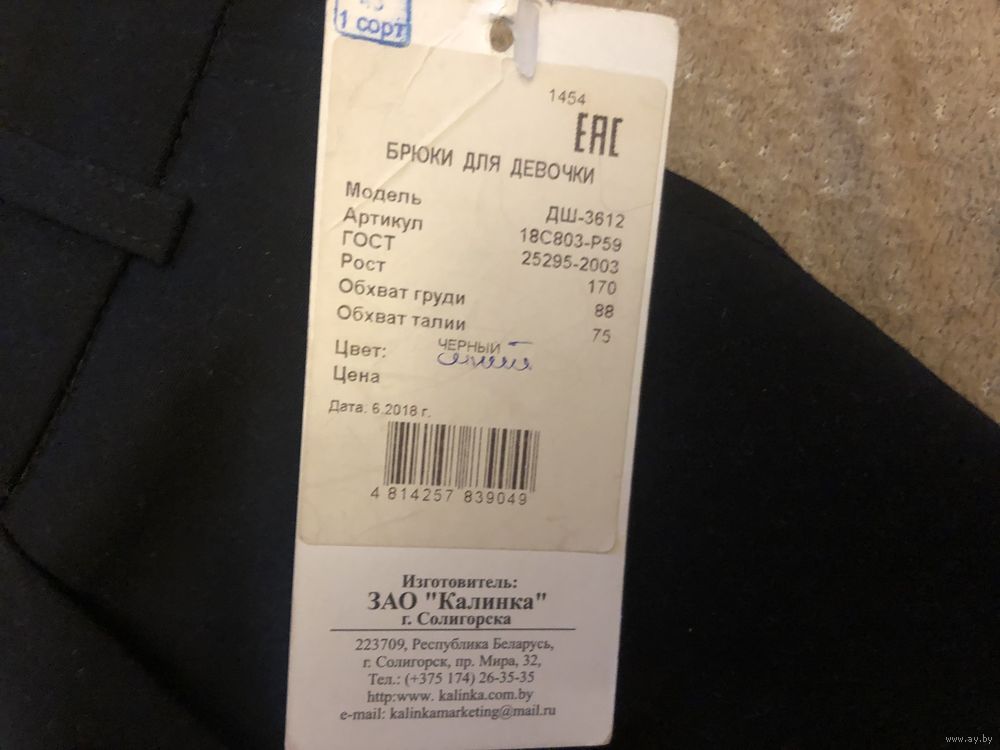 1 сорт
1454
EAC
БРЮКИ ДЛЯ ДЕВОЧКИ
Модель ДШ-3612
Артикул 18С803-Р59
ГОСТ 25295-2003
Рост 170
Обхват груди 88
Обхват талии 75
Цвет: ЧЕРНЫЙ
синий
Цена
Дата. 6.2018 г.
4 814257 839049
Изготовитель:
ЗАО "Калинка"
г. Солигорска
223709, Республика Беларусь,
г. Солигорск, пр. Мира, 32,
Тел.: (+375 174) 26-35-35
http:www. kalinka.com.by
e-mail: kalinkamarketing@mail.ru
www.ay.by